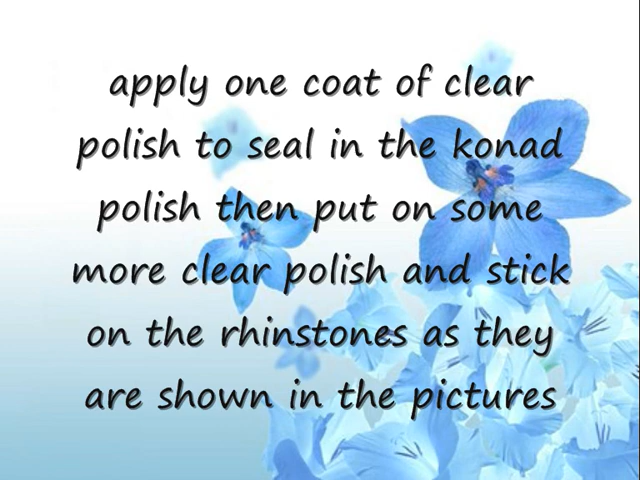 apply one coat of clear
polish to seal in the konad
polish then put on some
more clear polish and stick
on the rhinstones as they
are shown in the pictures